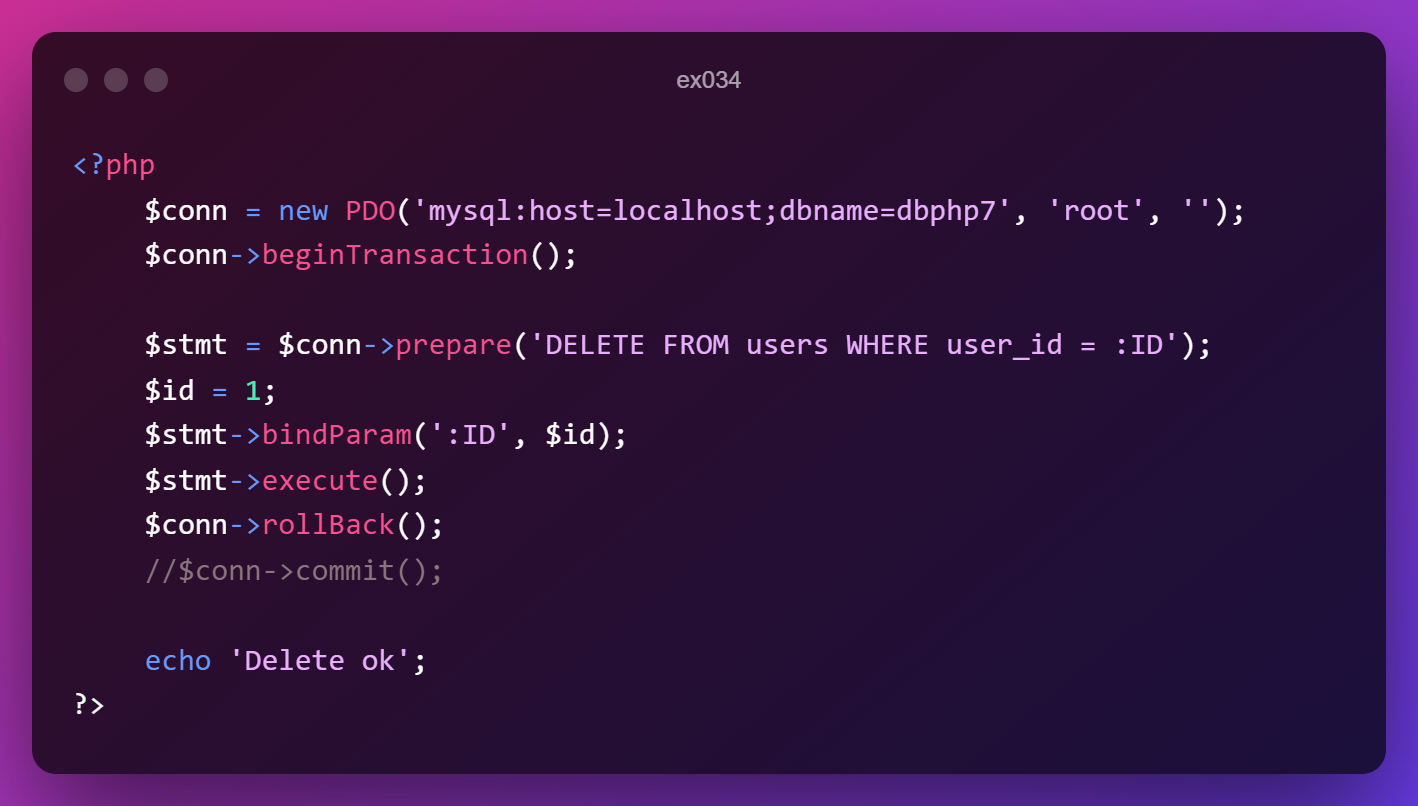 ex034
<?php
$conn = new PDO('mysql:host=localhost;dbname=dbphp7', 'root', '');
$conn->beginTransaction();
$stmt = $conn->prepare('DELETE FROM users WHERE user_id = :ID');
$id = 1;
$stmt->bindParam(':ID', $id);
$stmt->execute();
$conn->rollBack();
//$conn->commit();
echo 'Delete ok';
?>